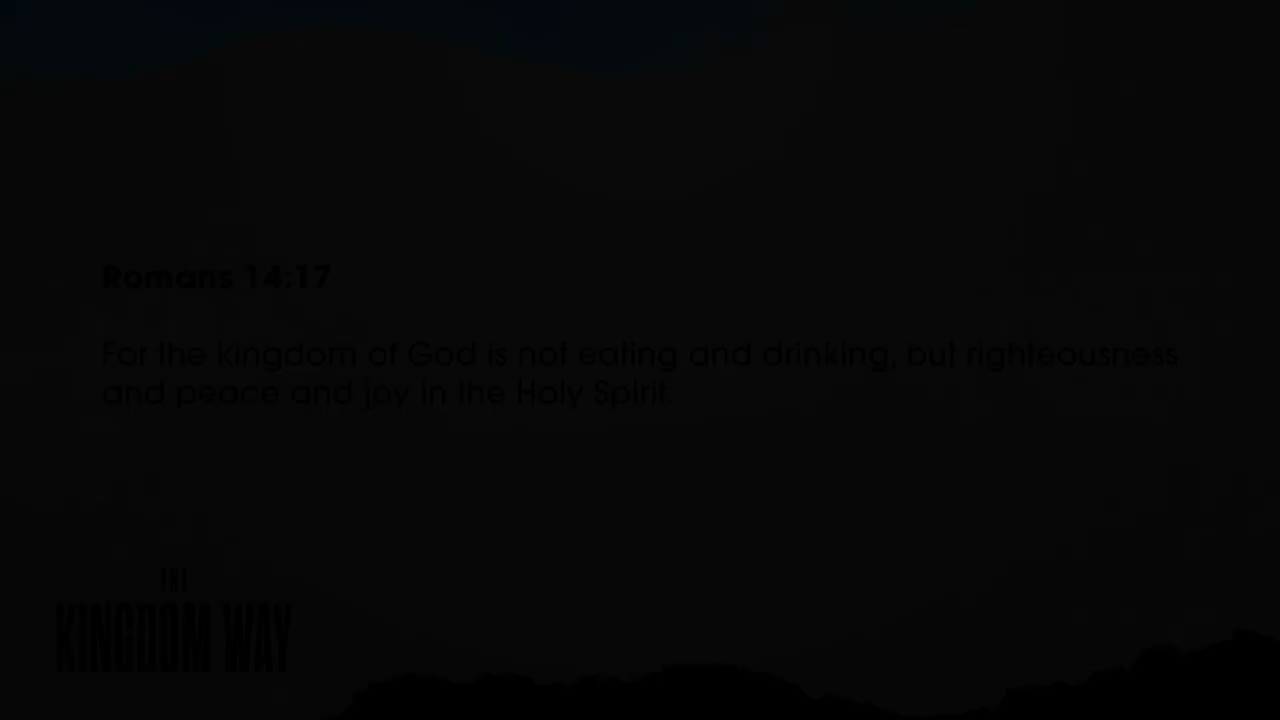 Romans 14:17
For the kingdom of God is not eating and drinking, but righteousness
and peace and joy in the Holy Spirit.
THE
KINGDOM WAY